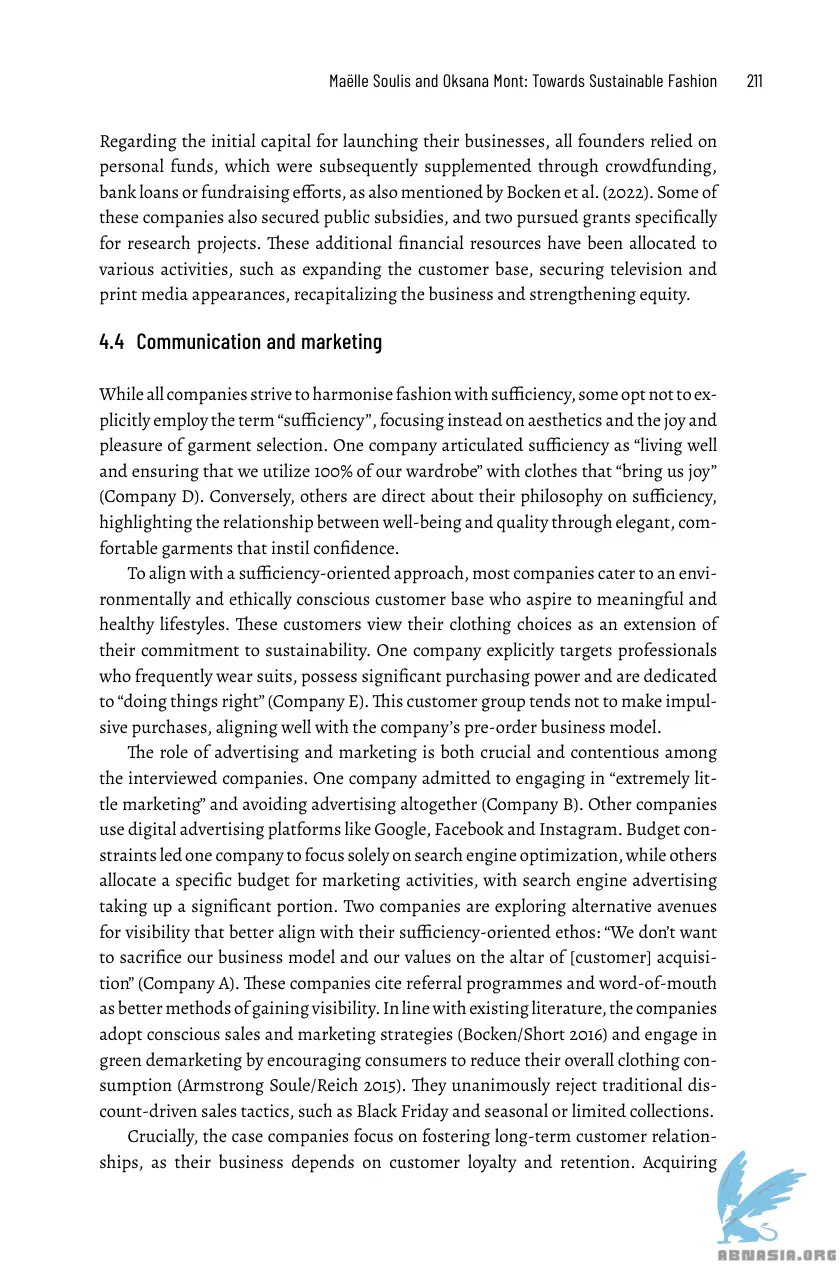 Maëlle Soulis and Oksana Mont: Towards Sustainable Fashion 211
Regarding the initial capital for launching their businesses, all founders relied on
personal funds, which were subsequently supplemented through crowdfunding,
bank loans or fundraising efforts, as also mentioned by Bocken et al. (2022). Some of
these companies also secured public subsidies, and two pursued grants specifically
for research projects. These additional financial resources have been allocated to
various activities, such as expanding the customer base, securing television and
print media appearances, recapitalizing the business and strengthening equity.
4.4 Communication and marketing
While all companies strive to harmonise fashion with sufficiency, some opt not to ex-
plicitly employ the term “sufficiency”, focusing instead on aesthetics and the joy and
pleasure of garment selection. One company articulated sufficiency as “living well
and ensuring that we utilize 100% of our wardrobe” with clothes that “bring us joy”
(Company D). Conversely, others are direct about their philosophy on sufficiency,
highlighting the relationship between well-being and quality through elegant, com-
fortable garments that instil confidence.
To align with a sufficiency-oriented approach, most companies cater to an envi-
ronmentally and ethically conscious customer base who aspire to meaningful and
healthy lifestyles. These customers view their clothing choices as an extension of
their commitment to sustainability. One company explicitly targets professionals
who frequently wear suits, possess significant purchasing power and are dedicated
to “doing things right” (Company E). This customer group tends not to make impul-
sive purchases, aligning well with the company’s pre-order business model.
The role of advertising and marketing is both crucial and contentious among
the interviewed companies. One company admitted to engaging in “extremely lit-
tle marketing” and avoiding advertising altogether (Company B). Other companies
use digital advertising platforms like Google, Facebook and Instagram. Budget con-
straints led one company to focus solely on search engine optimization, while others
allocate a specific budget for marketing activities, with search engine advertising
taking up a significant portion. Two companies are exploring alternative avenues
for visibility that better align with their sufficiency-oriented ethos: “We don’t want
to sacrifice our business model and our values on the altar of [customer] acquisi-
tion” (Company A). These companies cite referral programmes and word-of-mouth
as better methods of gaining visibility. In line with existing literature, the companies
adopt conscious sales and marketing strategies (Bocken/Short 2016) and engage in
green demarketing by encouraging consumers to reduce their overall clothing con-
sumption (Armstrong Soule/Reich 2015). They unanimously reject traditional dis-
count-driven sales tactics, such as Black Friday and seasonal or limited collections.
Crucially, the case companies focus on fostering long-term customer relation-
ships, as their business depends on customer loyalty and retention. Acquiring
ABNASIA.ORG